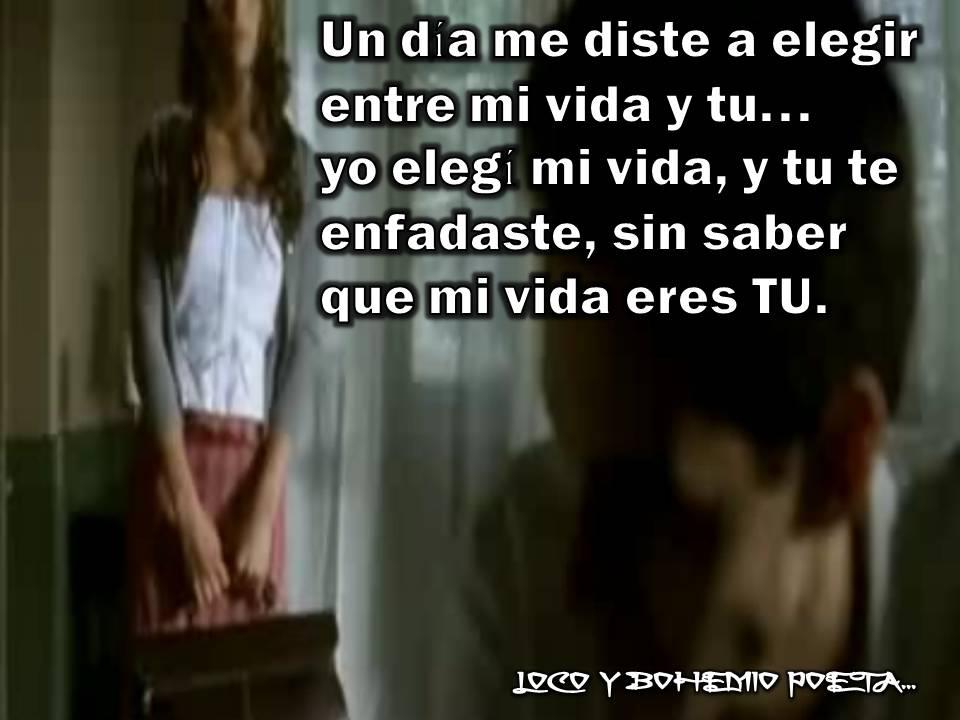 Un día me diste a elegir
entre mi vida y tu...
yo elegí mi vida, y tu te
enfadaste, sin saber
que mi vida eres TU.
LOCO Y BOHEMIO POETA...